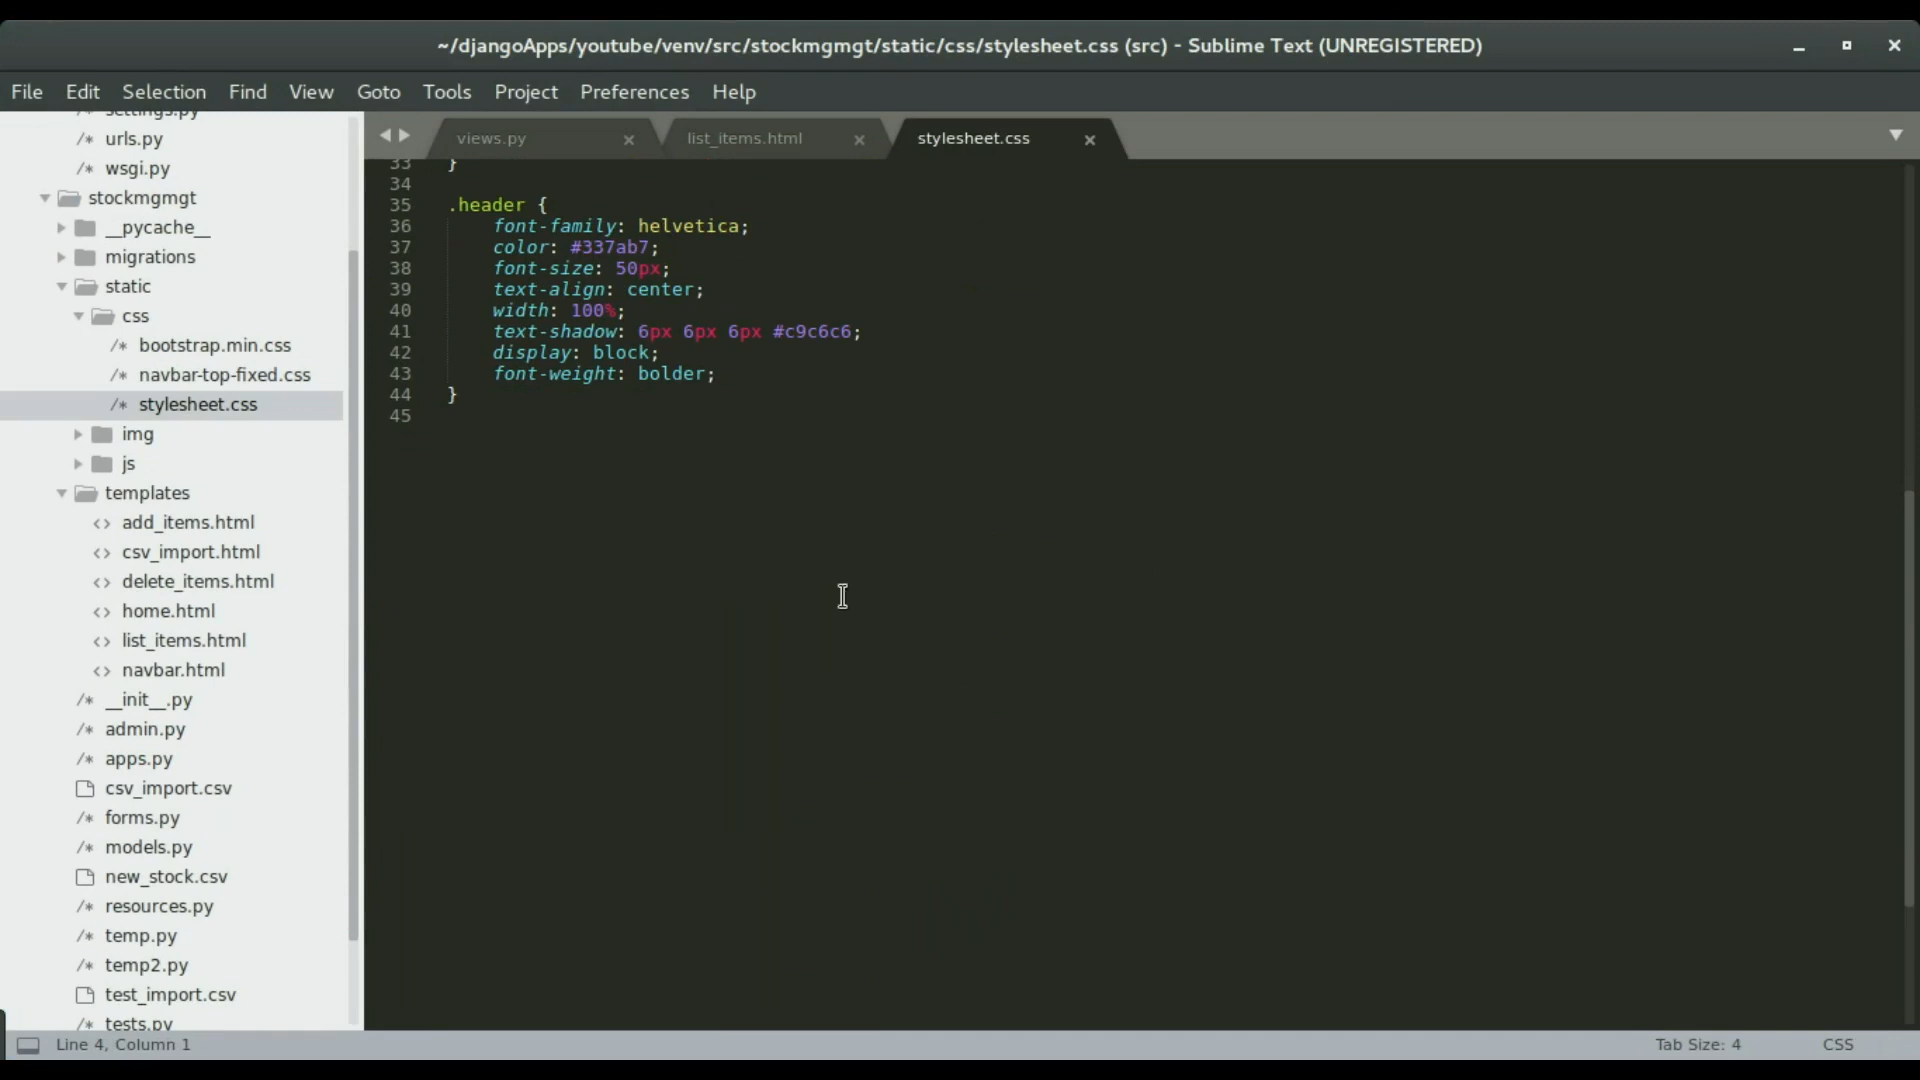 ~/djangoApps/youtube/venv/src/stockmgmgt/static/css/stylesheet.css (src) - Sublime Text (UNREGISTERED)
File Edit Selection Find View Goto Tools Project Preferences Help
settings.py
/* urls.py
/* wsgi.py
stockmgmgt
__pycache__
migrations
static
css
/* bootstrap.min.css
/* navbar-top-fixed.css
/* stylesheet.css
img
js
templates
<> add_items.html
<> csv_import.html
<> delete_items.html
<> home.html
<> list_items.html
<> navbar.html
/* __init__.py
/* admin.py
/* apps.py
csv_import.csv
/* forms.py
/* models.py
new_stock.csv
/* resources.py
/* temp.py
/* temp2.py
test_import.csv
/* tests.py
views.py × list_items.html × stylesheet.css ×
33 }
34
35 .header {
36 font-family: helvetica;
37 color: #337ab7;
38 font-size: 50px;
39 text-align: center;
40 width: 100%;
41 text-shadow: 6px 6px 6px #c9c6c6;
42 display: block;
43 font-weight: bolder;
44 }
45
Line 4, Column 1 Tab Size: 4 CSS